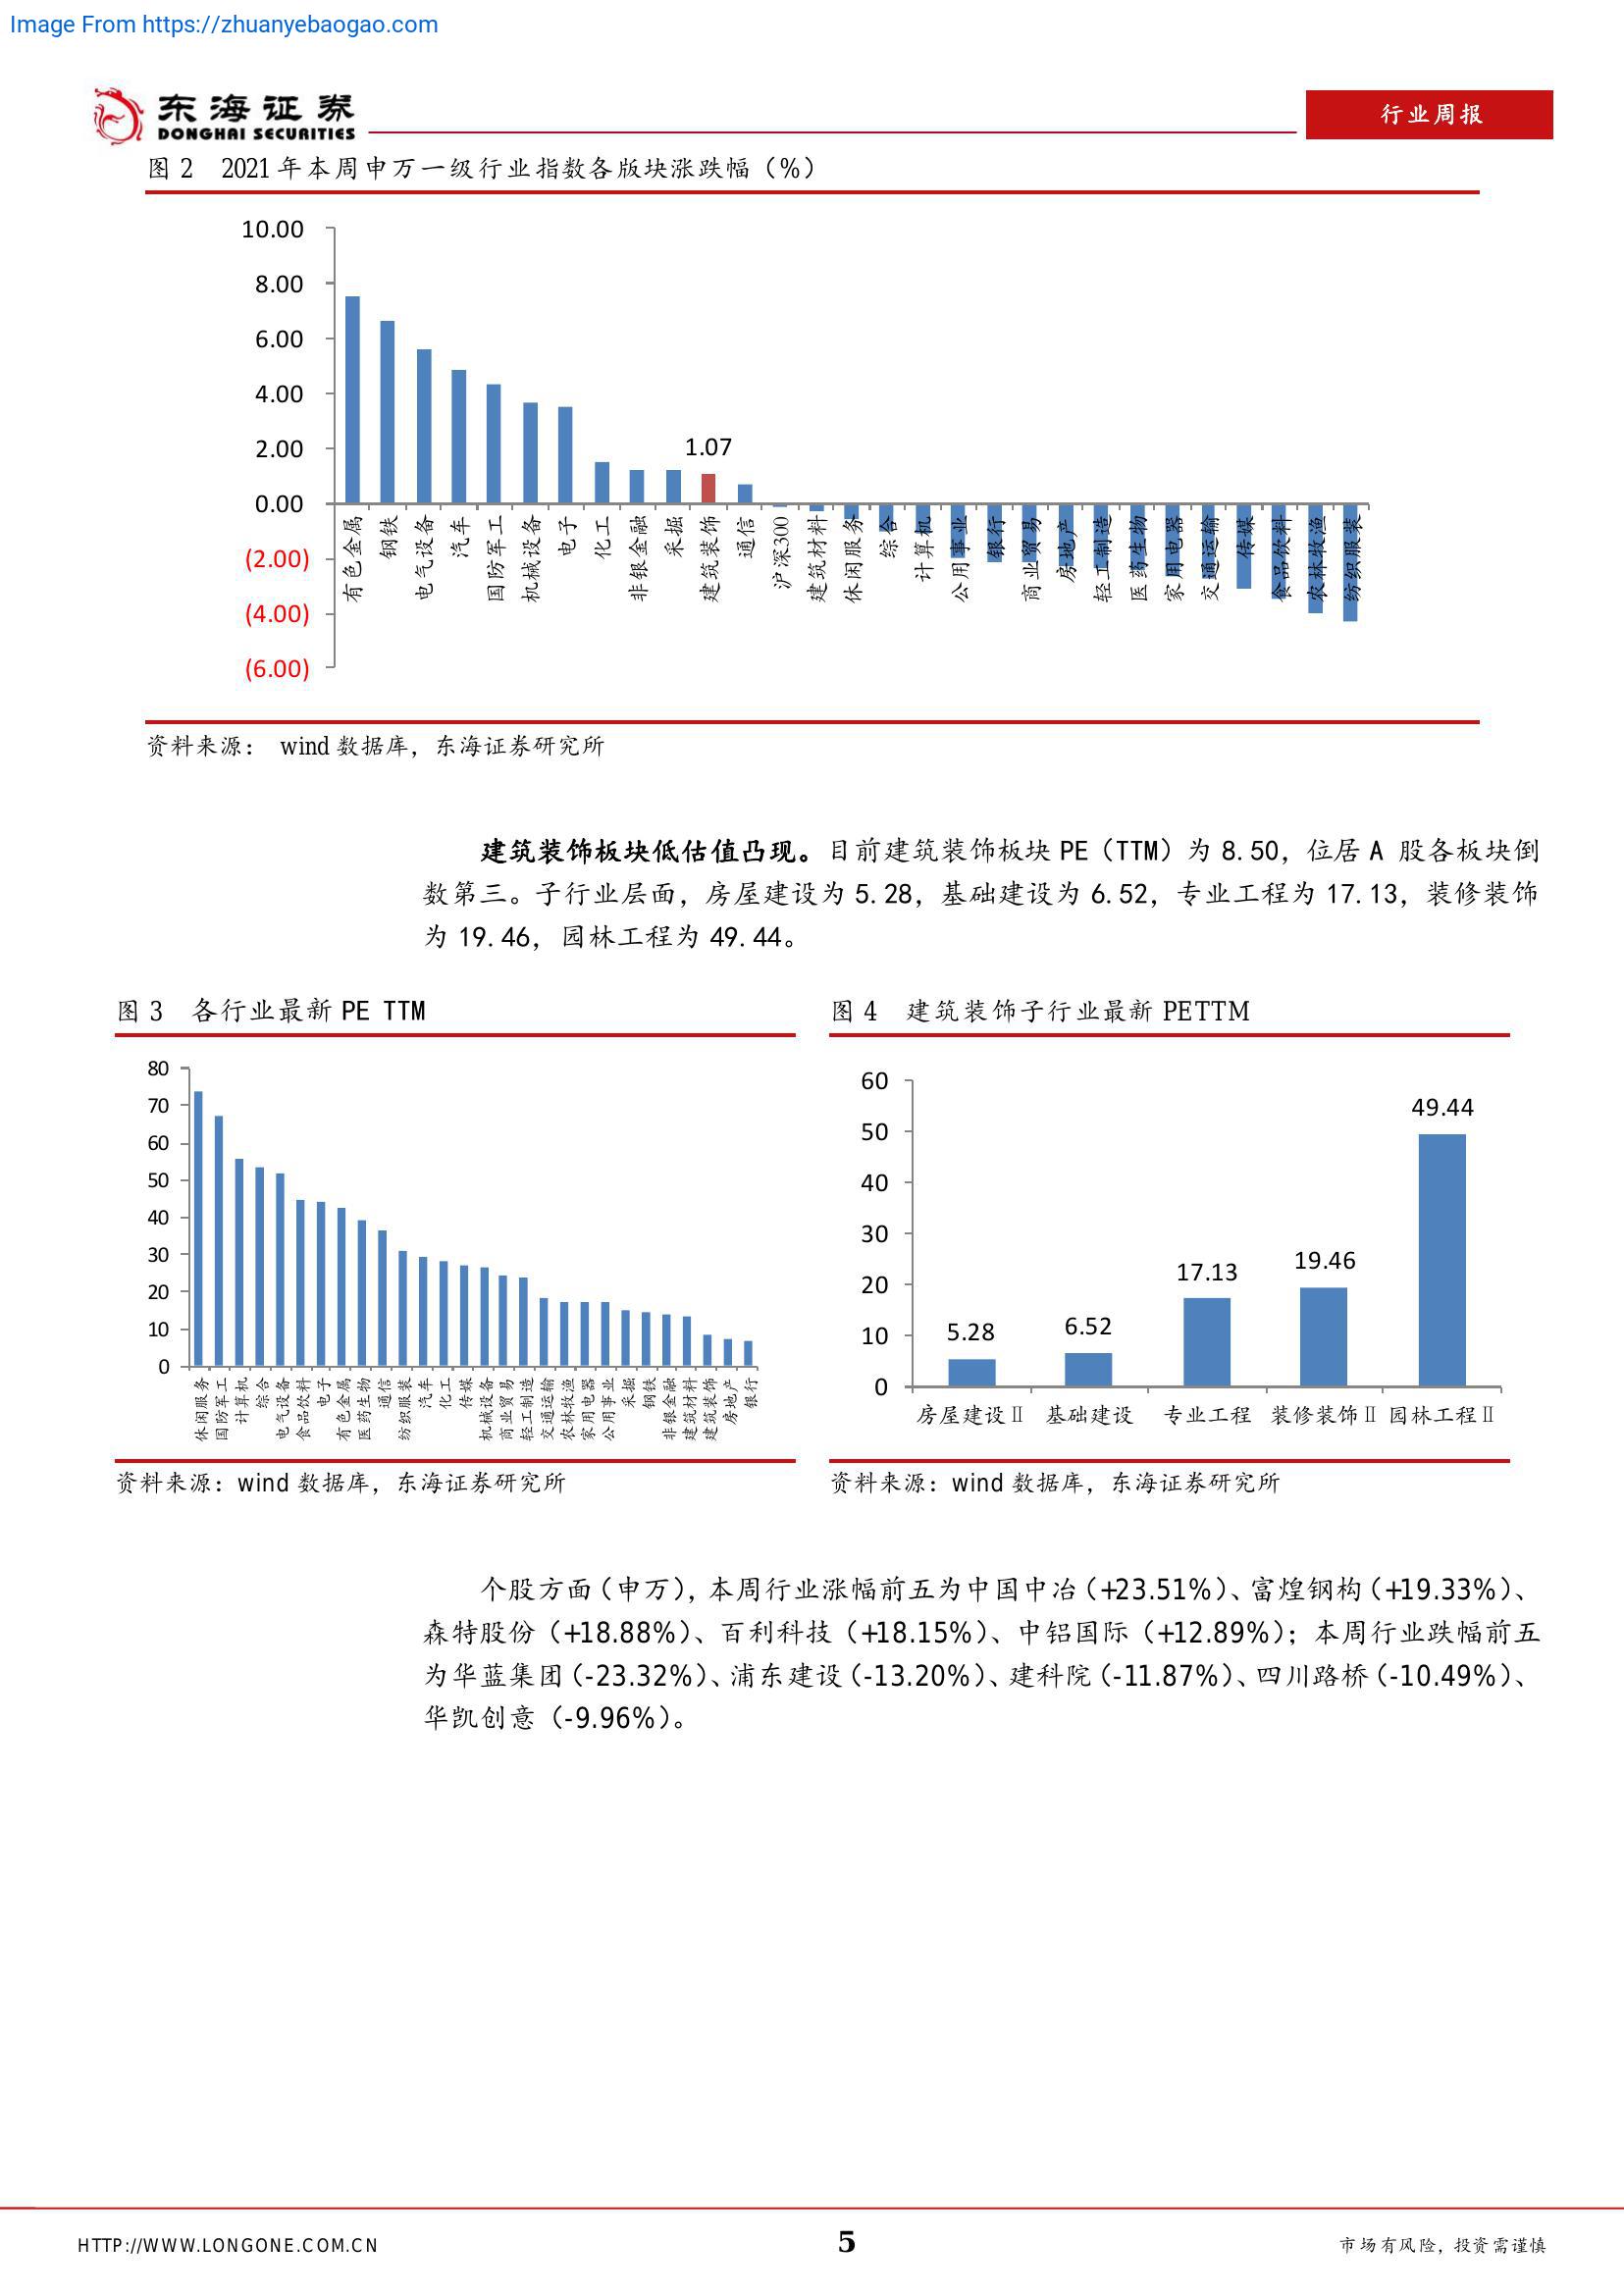 Image From https://zhuanyebaogao.com
东海证券
DONGHAI SECURITIES
行业周报
图 2 2021 年本周申万一级行业指数各版块涨跌幅（%）
10.00
8.00
6.00
4.00
2.00
0.00
(2.00)
(4.00)
(6.00)
1.07
有色金属
钢铁
电气设备
汽车
国防军工
机械设备
电子
化工
非银金融
采掘
建筑装饰
通信
沪深300
建筑材料
休闲服务
综合
计算机
公用事业
银行
商业贸易
房地产
轻工制造
医药生物
家用电器
交通运输
传媒
食品饮料
农林牧渔
纺织服装
资料来源： wind 数据库，东海证券研究所
建筑装饰板块低估值凸现。目前建筑装饰板块 PE（TTM）为 8.50，位居 A 股各板块倒
数第三。子行业层面，房屋建设为 5.28，基础建设为 6.52，专业工程为 17.13，装修装饰
为 19.46，园林工程为 49.44。
图 3 各行业最新 PE TTM
80
70
60
50
40
30
20
10
0
休闲服务
国防军工
计算机
综合
电气设备
食品饮料
电子
有色金属
医药生物
通信
纺织服装
汽车
化工
传媒
机械设备
商业贸易
轻工制造
交通运输
农林牧渔
家用电器
公用事业
采掘
钢铁
非银金融
建筑材料
建筑装饰
房地产
银行
资料来源：wind 数据库，东海证券研究所
图 4 建筑装饰子行业最新 PETTM
60
50
40
30
20
10
0
5.28
6.52
17.13
19.46
49.44
房屋建设Ⅱ 基础建设 专业工程 装修装饰Ⅱ 园林工程Ⅱ
资料来源：wind 数据库，东海证券研究所
个股方面（申万），本周行业涨幅前五为中国中冶（+23.51%）、富煌钢构（+19.33%）、
森特股份（+18.88%）、百利科技（+18.15%）、中铝国际（+12.89%）；本周行业跌幅前五
为华蓝集团（-23.32%）、浦东建设（-13.20%）、建科院（-11.87%）、四川路桥（-10.49%）、
华凯创意（-9.96%）。
HTTP://WWW.LONGONE.COM.CN
5
市场有风险，投资需谨慎